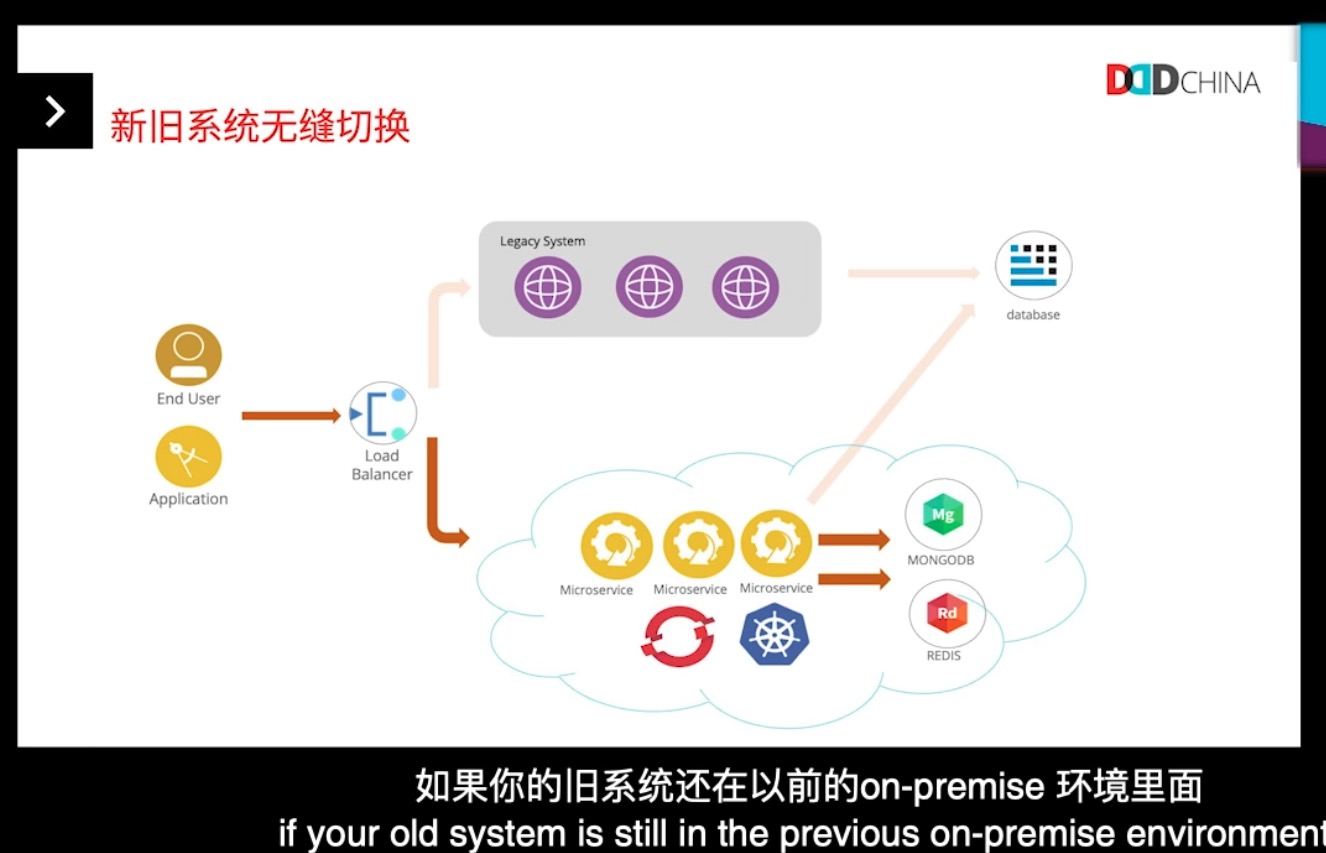 DDDCHINA
新旧系统无缝切换
Legacy System
database
End User
Application
Load
Balancer
Microservice
Microservice
Microservice
Mg
MONGODB
Rd
REDIS
如果你的旧系统还在以前的on-premise 环境里面
if your old system is still in the previous on-premise environment